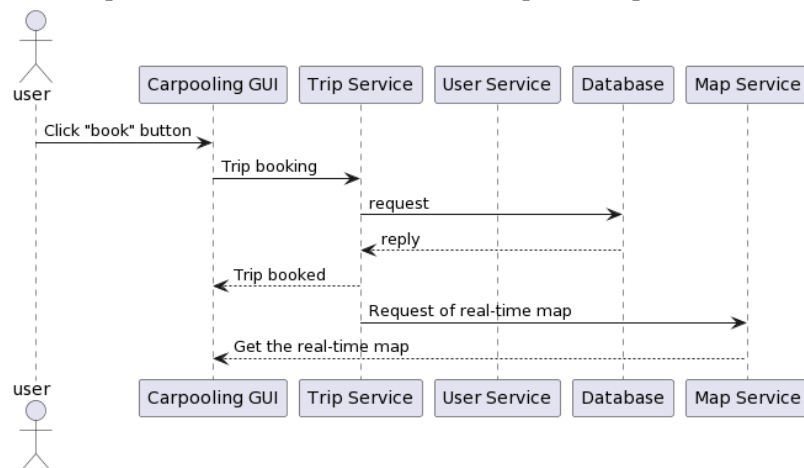 user
Carpooling GUI
Trip Service
User Service
Database
Map Service
Click "book" button
Trip booking
request
reply
Trip booked
Request of real-time map
Get the real-time map
user
Carpooling GUI
Trip Service
User Service
Database
Map Service